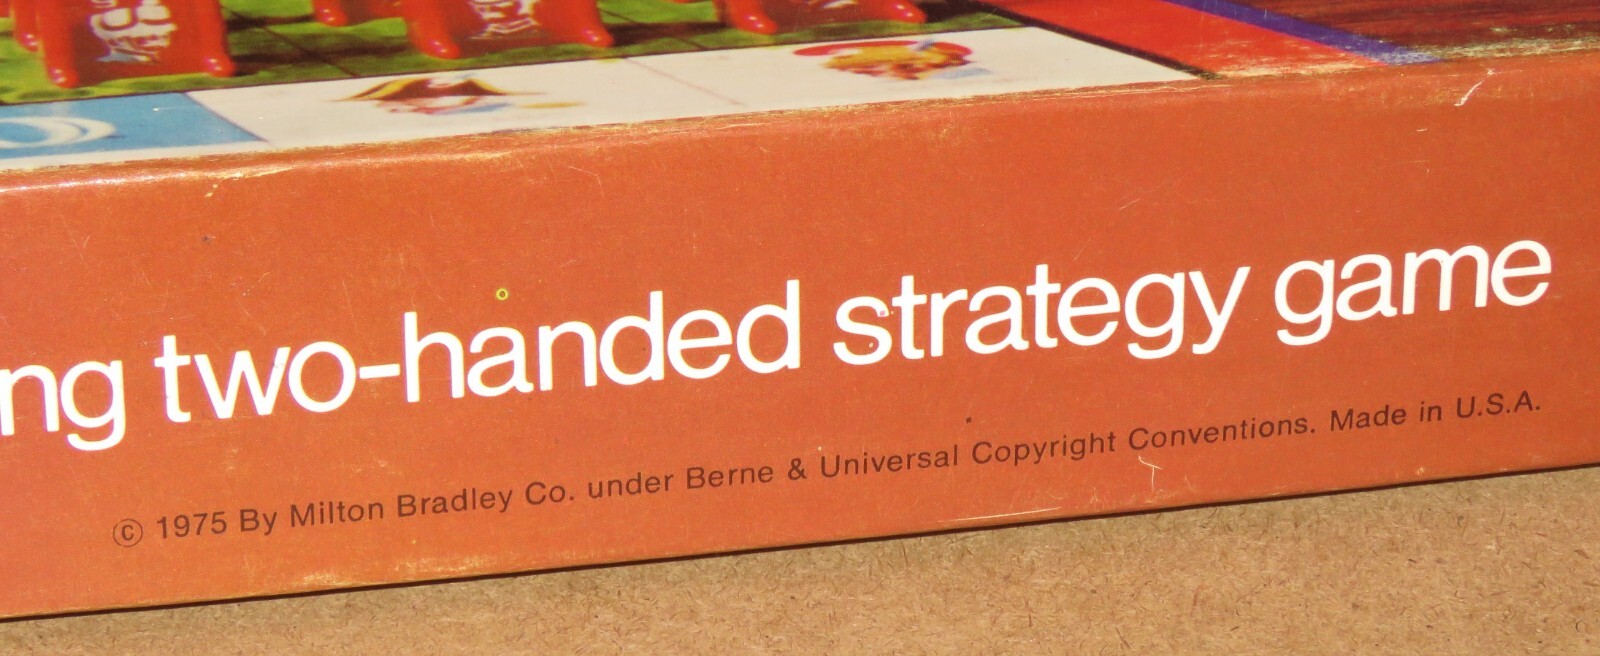 ng two-handed strategy game
© 1975 By Milton Bradley Co. under Berne & Universal Copyright Conventions. Made in U.S.A.